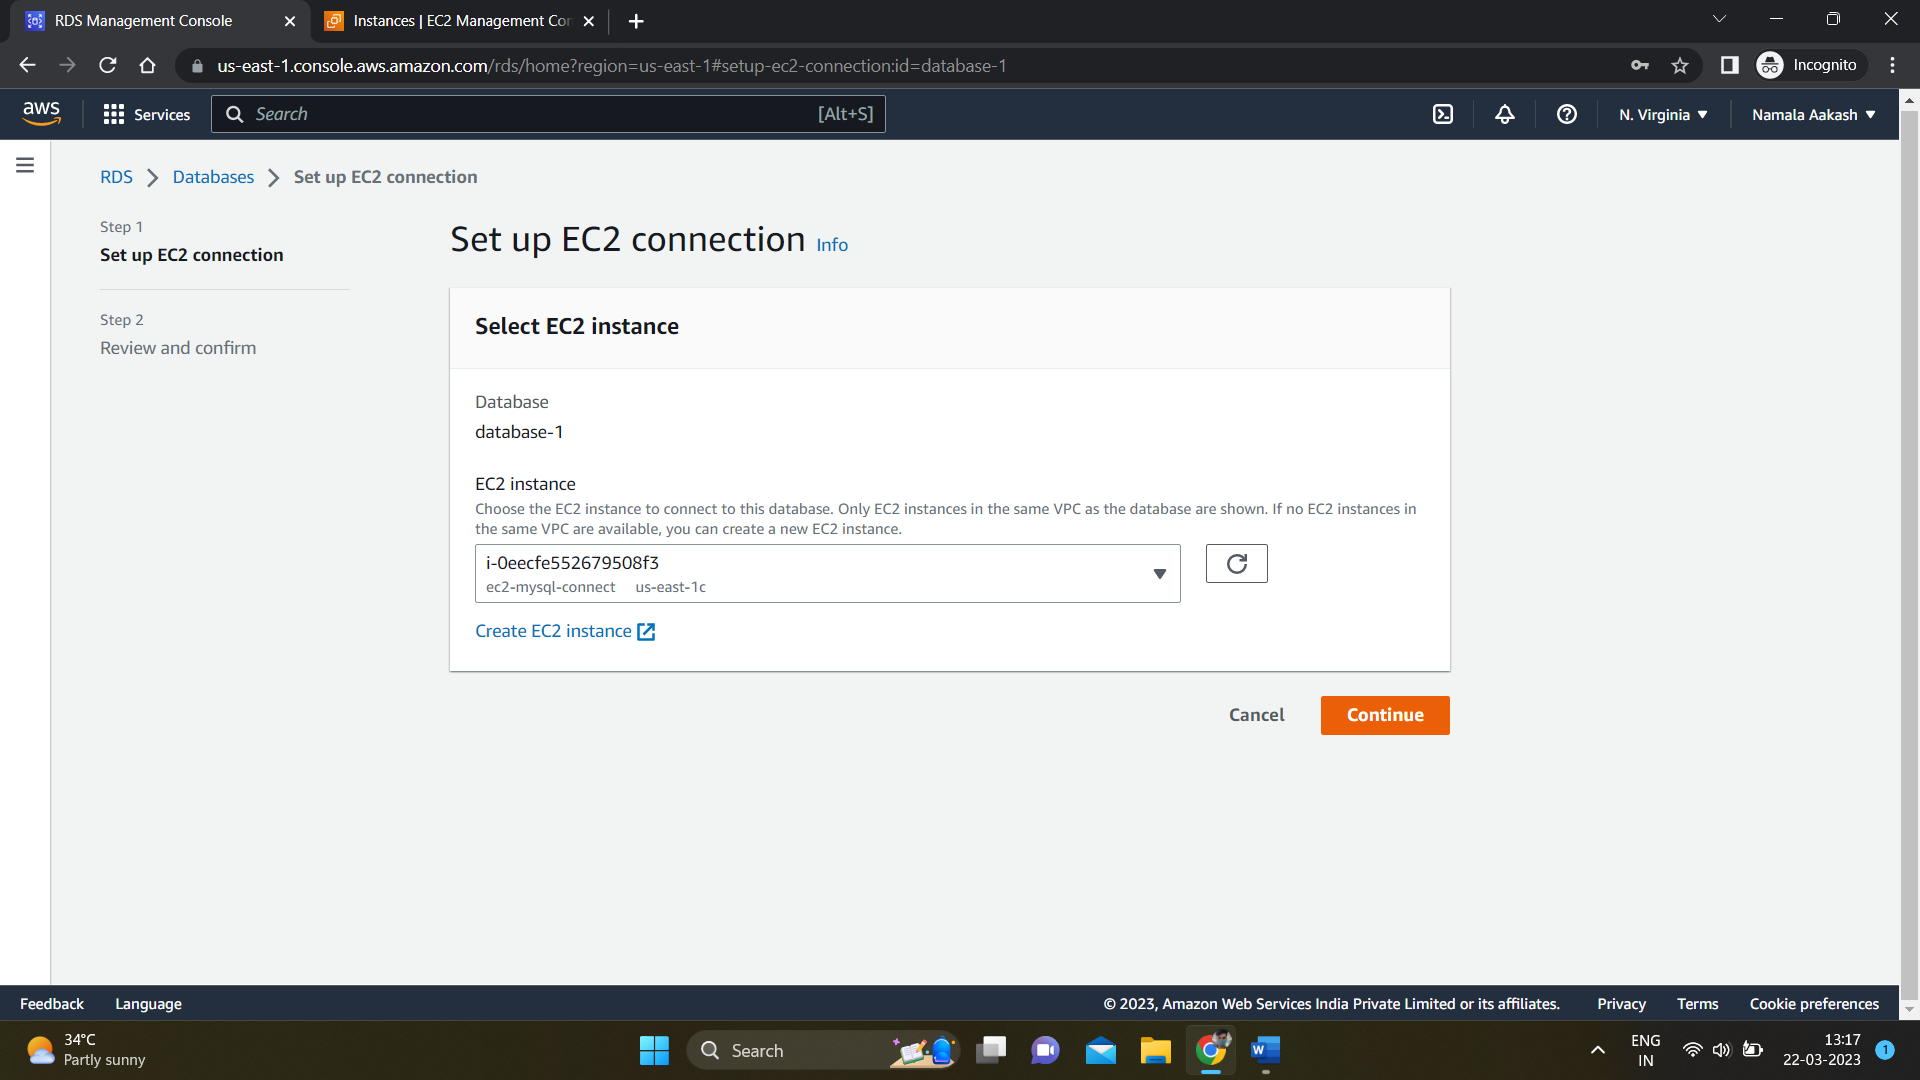 RDS Management Console
Instances | EC2 Management Con
us-east-1.console.aws.amazon.com/rds/home?region=us-east-1#setup-ec2-connection:id=database-1
Incognito
aws
Services
Search
[Alt+S]
N. Virginia
Namala Aakash
RDS
Databases
Set up EC2 connection
Step 1
Set up EC2 connection
Step 2
Review and confirm
Set up EC2 connection Info
Select EC2 instance
Database
database-1
EC2 instance
Choose the EC2 instance to connect to this database. Only EC2 instances in the same VPC as the database are shown. If no EC2 instances in
the same VPC are available, you can create a new EC2 instance.
i-0eecfe552679508f3
ec2-mysql-connect us-east-1c
Create EC2 instance
Cancel
Continue
Feedback
Language
© 2023, Amazon Web Services India Private Limited or its affiliates.
Privacy
Terms
Cookie preferences
34°C
Partly sunny
Search
W
ENG
IN
13:17
22-03-2023
1